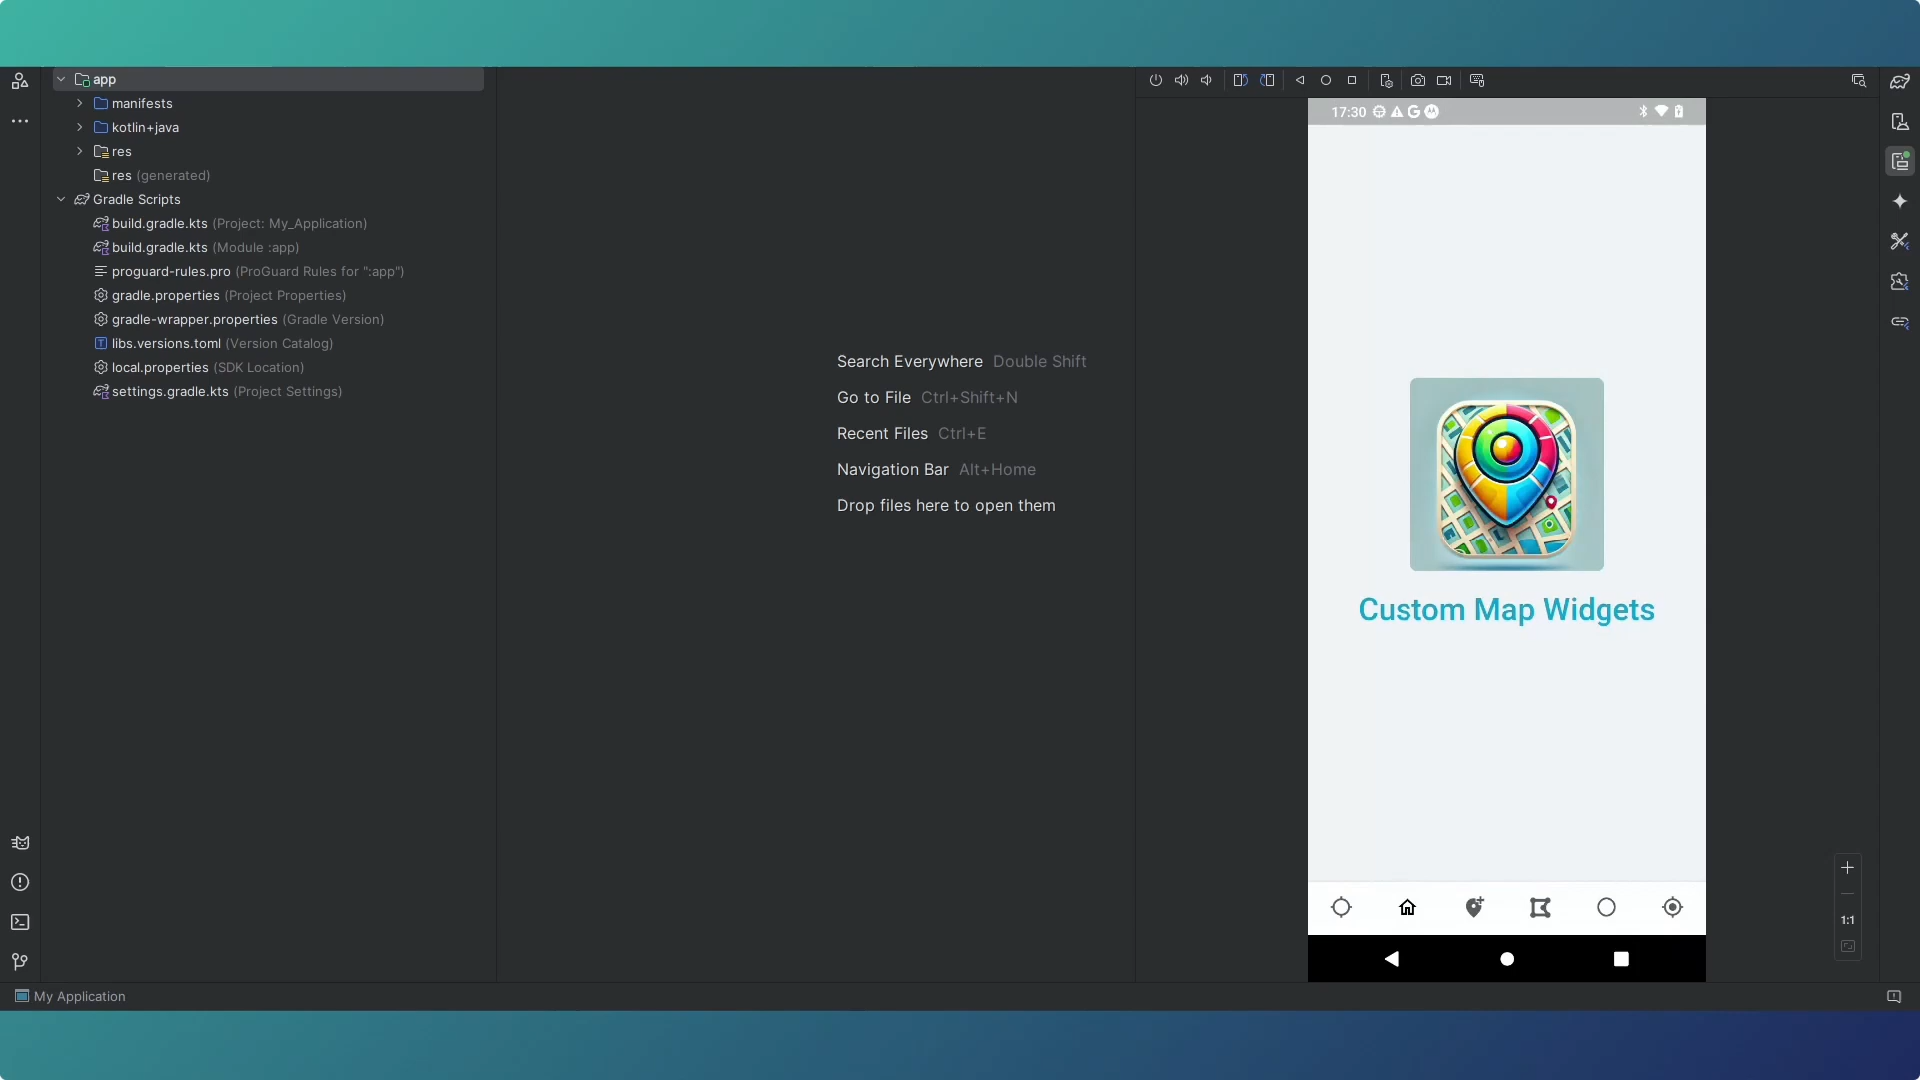 app
manifests
kotlin+java
res
res (generated)
Gradle Scripts
build.gradle.kts (Project: My_Application)
build.gradle.kts (Module :app)
proguard-rules.pro (ProGuard Rules for ":app")
gradle.properties (Project Properties)
gradle-wrapper.properties (Gradle Version)
libs.versions.toml (Version Catalog)
local.properties (SDK Location)
settings.gradle.kts (Project Settings)
Search Everywhere Double Shift
Go to File Ctrl+Shift+N
Recent Files Ctrl+E
Navigation Bar Alt+Home
Drop files here to open them
17:30
Custom Map Widgets
1:1
My Application